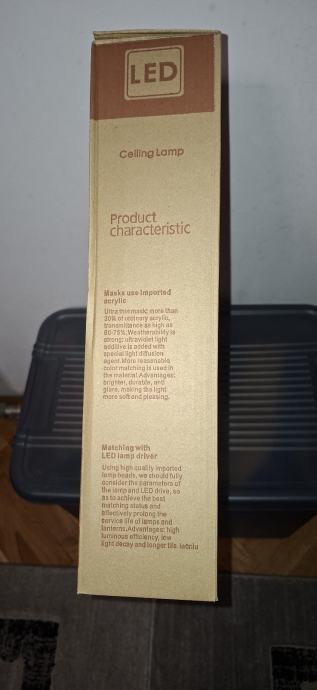 LED
Ceiling Lamp
Product
characteristic
Masks use imported
acrylic
Ultra thin mask; more than
30% of ordinary acrylic,
transmittance as high as
60-75%.Weatherability is
strong: ultraviolet light
additive is added with
special light diffusion
agent.More reasonable
color matching is used in
the material.Advantages:
brighter, durable, and
glare, making the light
more soft and pleasing.
Matching with
LED lamp driver
Using high quality imported
lamp beads, we should fully
consider the parameters of
the lamp and LED drive, so
as to achieve the best
matching status and
effectively prolong the
service life of lamps and
lanterns.Advantages: high
luminous efficiency, low
light decay and longer